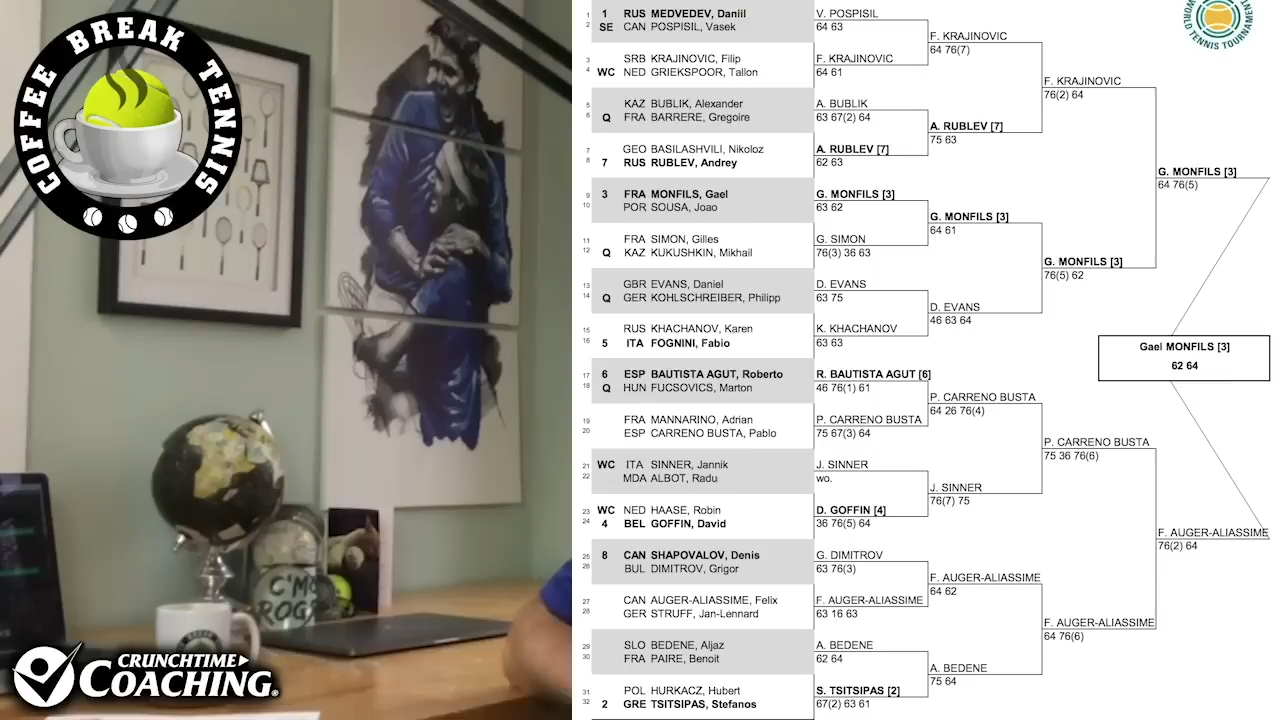 COFFEE BREAK TENNIS
WORLD TENNIS TOURNAMENT
C'MON
ROG
BREAK
CRUNCHTIME
COACHING.
1 1 RUS MEDVEDEV, Daniil
2 SE CAN POSPISIL, Vasek
3 SRB KRAJINOVIC, Filip
4 WC NED GRIEKSPOOR, Tallon
5 KAZ BUBLIK, Alexander
6 Q FRA BARRERE, Gregoire
7 GEO BASILASHVILI, Nikoloz
8 7 RUS RUBLEV, Andrey
9 3 FRA MONFILS, Gael
10 POR SOUSA, Joao
11 FRA SIMON, Gilles
12 Q KAZ KUKUSHKIN, Mikhail
13 GBR EVANS, Daniel
14 Q GER KOHLSCHREIBER, Philipp
15 RUS KHACHANOV, Karen
16 5 ITA FOGNINI, Fabio
17 6 ESP BAUTISTA AGUT, Roberto
18 Q HUN FUCSOVICS, Marton
19 FRA MANNARINO, Adrian
20 ESP CARRENO BUSTA, Pablo
21 WC ITA SINNER, Jannik
22 MDA ALBOT, Radu
23 WC NED HAASE, Robin
24 4 BEL GOFFIN, David
25 8 CAN SHAPOVALOV, Denis
26 BUL DIMITROV, Grigor
27 CAN AUGER-ALIASSIME, Felix
28 GER STRUFF, Jan-Lennard
29 SLO BEDENE, Aljaz
30 FRA PAIRE, Benoit
31 POL HURKACZ, Hubert
32 2 GRE TSITSIPAS, Stefanos
V. POSPISIL
64 63
F. KRAJINOVIC
64 61
A. BUBLIK
63 67(2) 64
A. RUBLEV [7]
62 63
G. MONFILS [3]
63 62
G. SIMON
76(3) 36 63
D. EVANS
63 75
K. KHACHANOV
63 63
R. BAUTISTA AGUT [6]
46 76(1) 61
P. CARRENO BUSTA
75 67(3) 64
J. SINNER
wo.
D. GOFFIN [4]
36 76(5) 64
G. DIMITROV
63 76(3)
F. AUGER-ALIASSIME
63 16 63
A. BEDENE
62 64
S. TSITSIPAS [2]
67(2) 63 61
F. KRAJINOVIC
64 76(7)
A. RUBLEV [7]
75 63
G. MONFILS [3]
64 61
D. EVANS
46 63 64
P. CARRENO BUSTA
64 26 76(4)
J. SINNER
76(7) 75
F. AUGER-ALIASSIME
64 62
A. BEDENE
75 64
F. KRAJINOVIC
76(2) 64
G. MONFILS [3]
76(5) 62
P. CARRENO BUSTA
75 36 76(6)
F. AUGER-ALIASSIME
64 76(6)
G. MONFILS [3]
64 76(5)
F. AUGER-ALIASSIME
76(2) 64
Gael MONFILS [3]
62 64